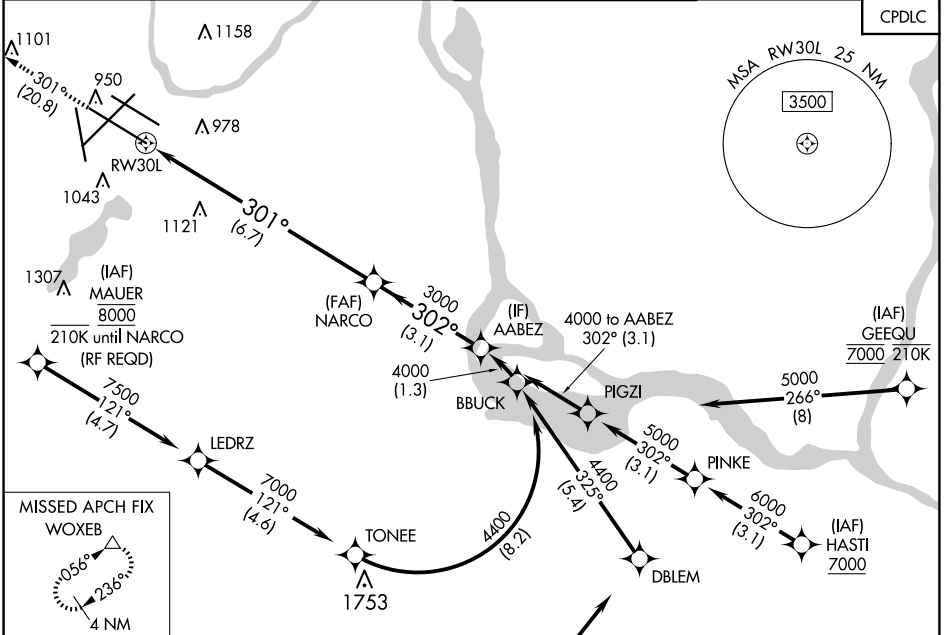 CPDLC
1101
1158
301°
(20.8)
950
978
RW30L
1043
1121
MSA RW30L 25 NM
3500
301°
(6.7)
1307
(IAF)
MAUER
8000
210K until NARCO
(RF REQD)
(FAF)
NARCO
3000
302°
(3.1)
(IF)
AABEZ
4000 to AABEZ
302° (3.1)
(IAF)
GEEQU
7000 210K
4000
(1.3)
BBUCK
PIGZI
5000
266°
(8)
7500
121°
(4.7)
LEDRZ
5000
302°
(3.1)
PINKE
4400
325°
(5.4)
7000
121°
(4.6)
6000
302°
(3.1)
(IAF)
HASTI
7000
TONEE
4400
(8.2)
DBLEM
1753
MISSED APCH FIX
WOXEB
056°
236°
4 NM